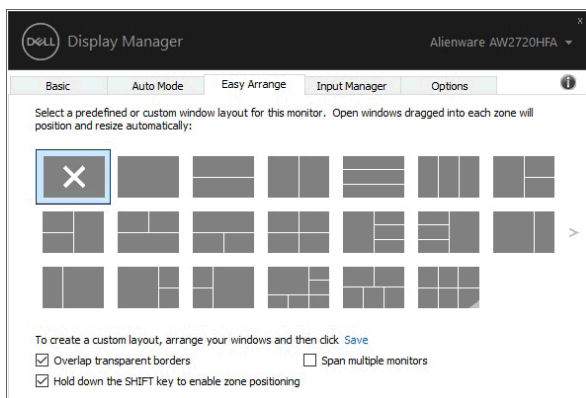 DELL Display Manager Alienware AW2720HFA
x
Basic Auto Mode Easy Arrange Input Manager Options i
Select a predefined or custom window layout for this monitor. Open windows dragged into each zone will
position and resize automatically:
>
To create a custom layout, arrange your windows and then click Save
Overlap transparent borders Span multiple monitors
Hold down the SHIFT key to enable zone positioning